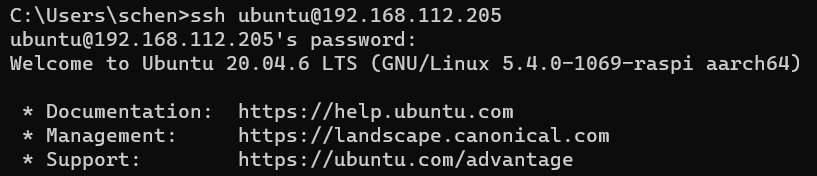 C:\Users\schen>ssh ubuntu@192.168.112.205
ubuntu@192.168.112.205's password:
Welcome to Ubuntu 20.04.6 LTS (GNU/Linux 5.4.0-1069-raspi aarch64)
* Documentation: https://help.ubuntu.com
* Management: https://landscape.canonical.com
* Support: https://ubuntu.com/advantage